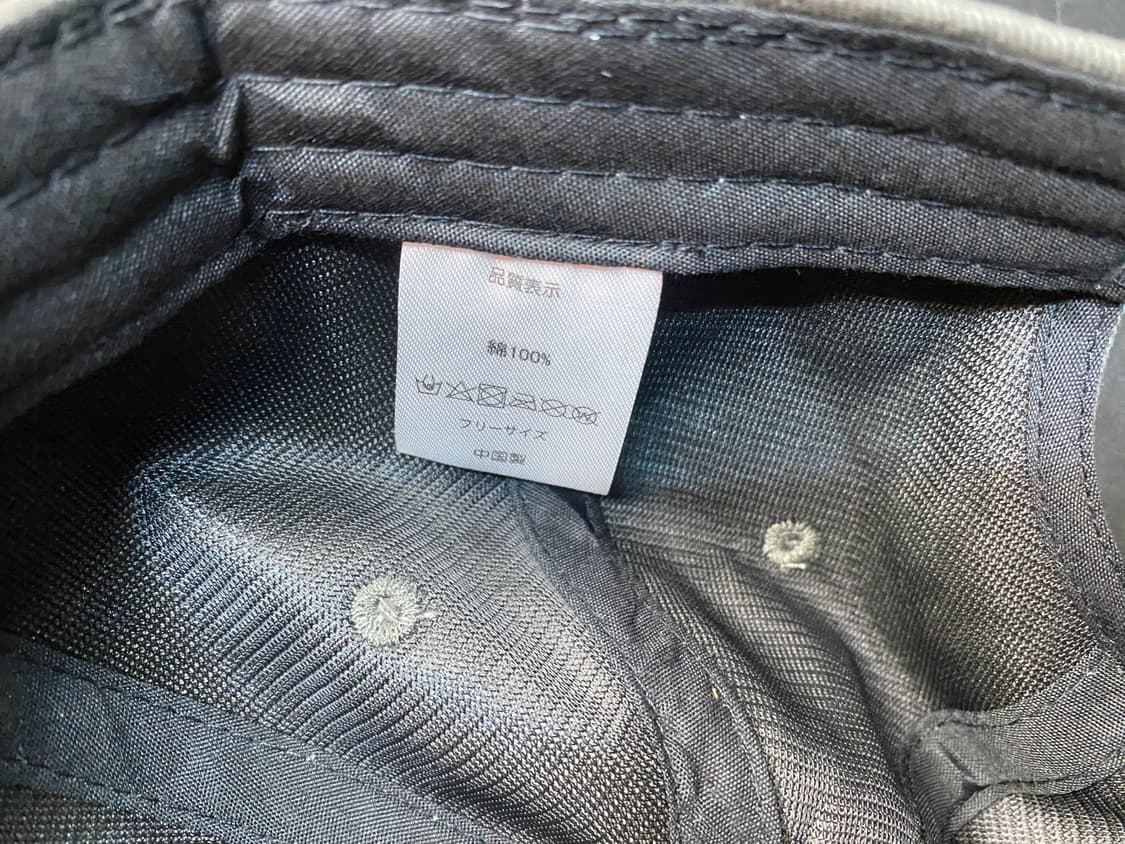 品質表示
綿100%
フリーサイズ
中国製